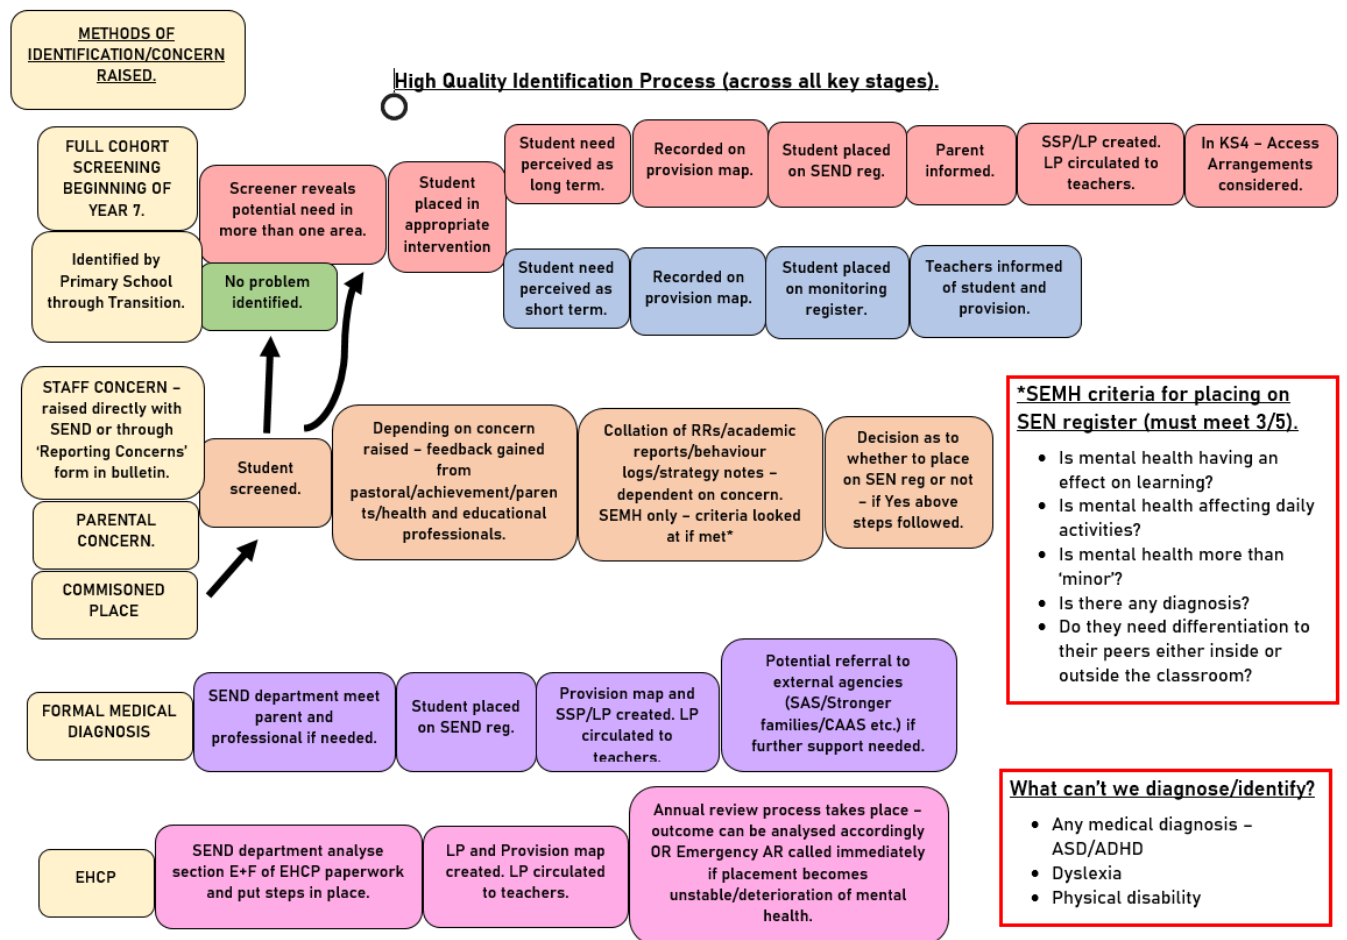 METHODS OF
IDENTIFICATION/CONCERN
RAISED.
High Quality Identification Process (across all key stages).
FULL COHORT
SCREENING
BEGINNING OF
YEAR 7.
Identified by
Primary School
through Transition.
Screener reveals
potential need in
more than one area.
No problem
identified.
Student
placed in
appropriate
intervention
Student need
perceived as
long term.
Recorded on
provision map.
Student placed
on SEND reg.
Parent
informed.
SSP/LP created.
LP circulated to
teachers.
In KS4 – Access
Arrangements
considered.
Student need
perceived as
short term.
Recorded on
provision map.
Student placed
on monitoring
register.
Teachers informed
of student and
provision.
STAFF CONCERN –
raised directly with
SEND or through
‘Reporting Concerns’
form in bulletin.
PARENTAL
CONCERN.
COMMISONED
PLACE
Student
screened.
Depending on concern
raised – feedback gained
from
pastoral/achievement/paren
ts/health and educational
professionals.
Collation of RRs/academic
reports/behaviour
logs/strategy notes –
dependent on concern.
SEMH only – criteria looked
at if met*
Decision as to
whether to place
on SEN reg or not
– if Yes above
steps followed.
*SEMH criteria for placing on
SEN register (must meet 3/5).
• Is mental health having an
effect on learning?
• Is mental health affecting daily
activities?
• Is mental health more than
‘minor’?
• Is there any diagnosis?
• Do they need differentiation to
their peers either inside or
outside the classroom?
FORMAL MEDICAL
DIAGNOSIS
SEND department meet
parent and
professional if needed.
Student placed
on SEND reg.
Provision map and
SSP/LP created. LP
circulated to
teachers.
Potential referral to
external agencies
(SAS/Stronger
families/CAAS etc.) if
further support needed.
EHCP
SEND department analyse
section E+F of EHCP paperwork
and put steps in place.
LP and Provision map
created. LP circulated
to teachers.
Annual review process takes place –
outcome can be analysed accordingly
OR Emergency AR called immediately
if placement becomes
unstable/deterioration of mental
health.
What can’t we diagnose/identify?
• Any medical diagnosis –
ASD/ADHD
• Dyslexia
• Physical disability